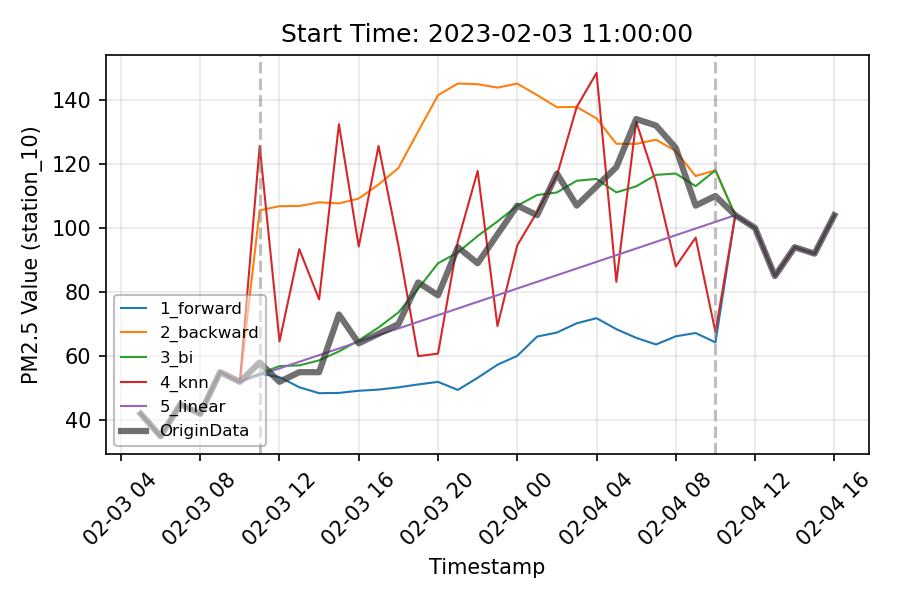 Start Time: 2023-02-03 11:00:00
PM2.5 Value (station_10)
140
120
100
80
60
40
1_forward
2_backward
3_bi
4_knn
5_linear
OriginData
02-03 04
02-03 08
02-03 12
02-03 16
02-03 20
02-04 00
02-04 04
02-04 08
02-04 12
02-04 16
Timestamp